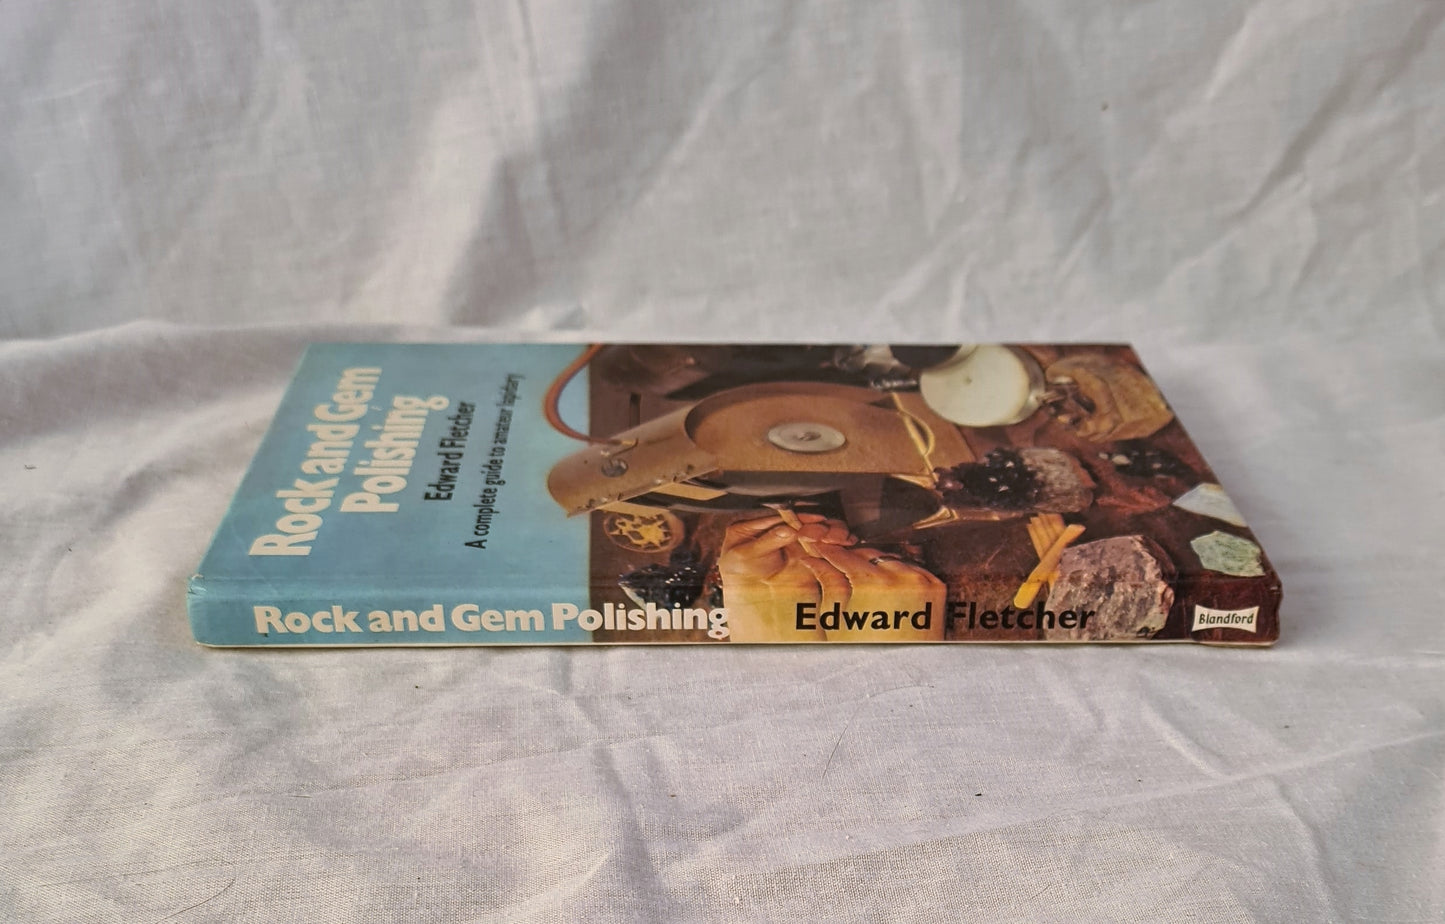 Rock and Gem
Polishing
Edward Fletcher
A complete guide to amateur lapidary
Rock and Gem Polishing Edward Fletcher Blandford